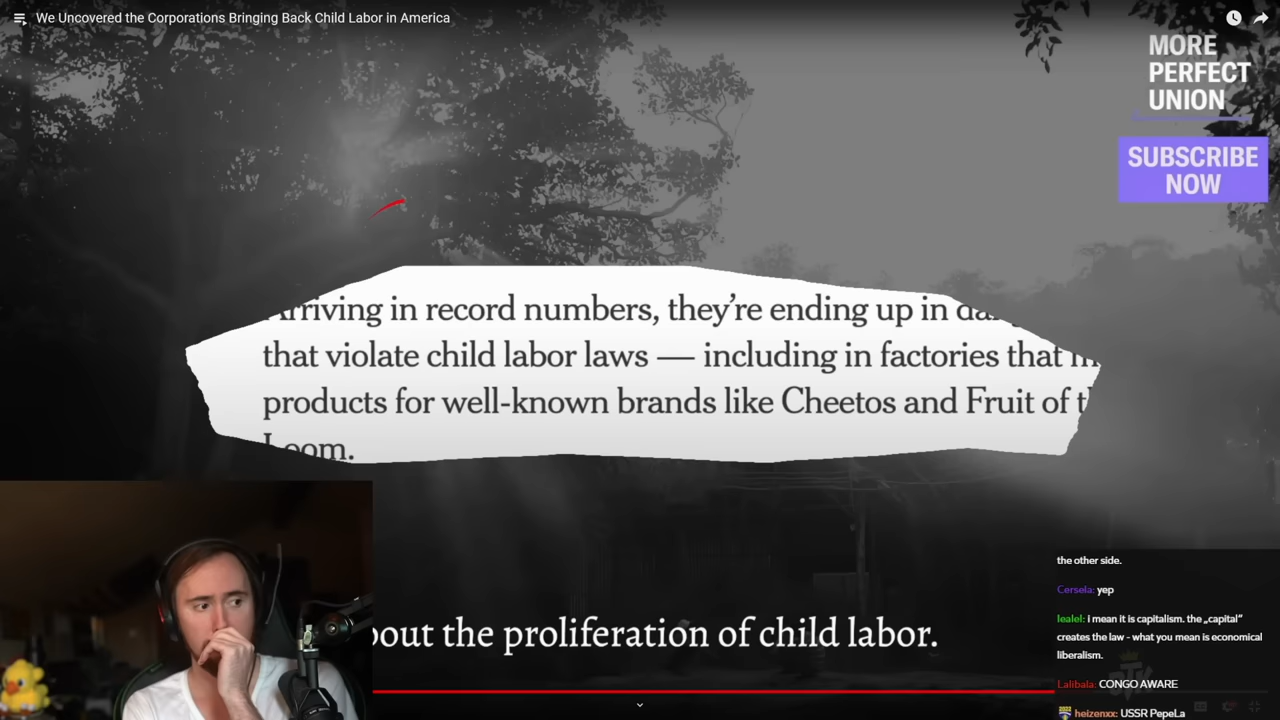 We Uncovered the Corporations Bringing Back Child Labor in America
MORE
PERFECT
UNION
SUBSCRIBE
NOW
Arriving in record numbers, they're ending up in
that violate child labor laws — including in factories that
products for well-known brands like Cheetos and Fruit of
Loom.
about the proliferation of child labor.
the other side.
Cersela: yep
lealel: i mean it is capitalism. the „capital"
creates the law - what you mean is economical
liberalism.
Lalibala: CONGO AWARE
heizenxx: USSR PepeLa